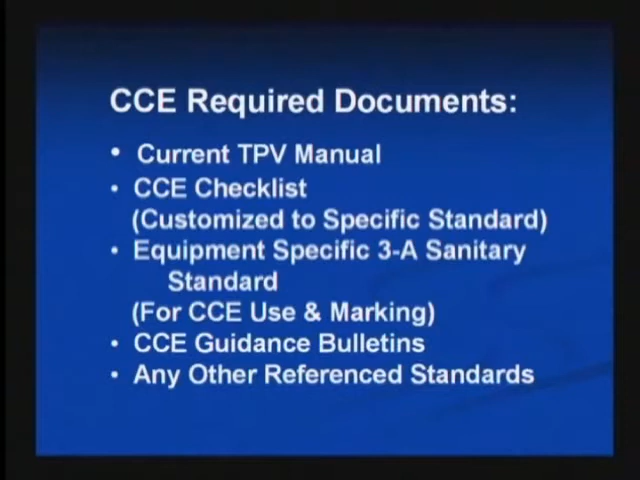 CCE Required Documents:
• Current TPV Manual
• CCE Checklist
(Customized to Specific Standard)
• Equipment Specific 3-A Sanitary
Standard
(For CCE Use & Marking)
• CCE Guidance Bulletins
• Any Other Referenced Standards